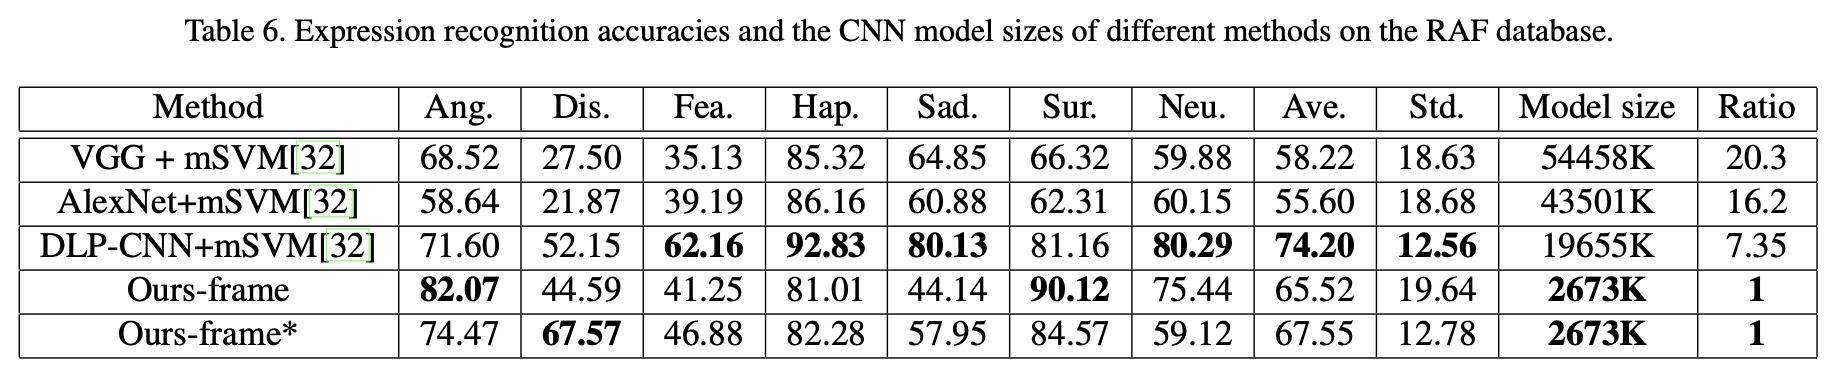 Table 6. Expression recognition accuracies and the CNN model sizes of different methods on the RAF database.
Method Ang. Dis. Fea. Hap. Sad. Sur. Neu. Ave. Std. Model size Ratio
VGG + mSVM[32] 68.52 27.50 35.13 85.32 64.85 66.32 59.88 58.22 18.63 54458K 20.3
AlexNet+mSVM[32] 58.64 21.87 39.19 86.16 60.88 62.31 60.15 55.60 18.68 43501K 16.2
DLP-CNN+mSVM[32] 71.60 52.15 62.16 92.83 80.13 81.16 80.29 74.20 12.56 19655K 7.35
Ours-frame 82.07 44.59 41.25 81.01 44.14 90.12 75.44 65.52 19.64 2673K 1
Ours-frame* 74.47 67.57 46.88 82.28 57.95 84.57 59.12 67.55 12.78 2673K 1